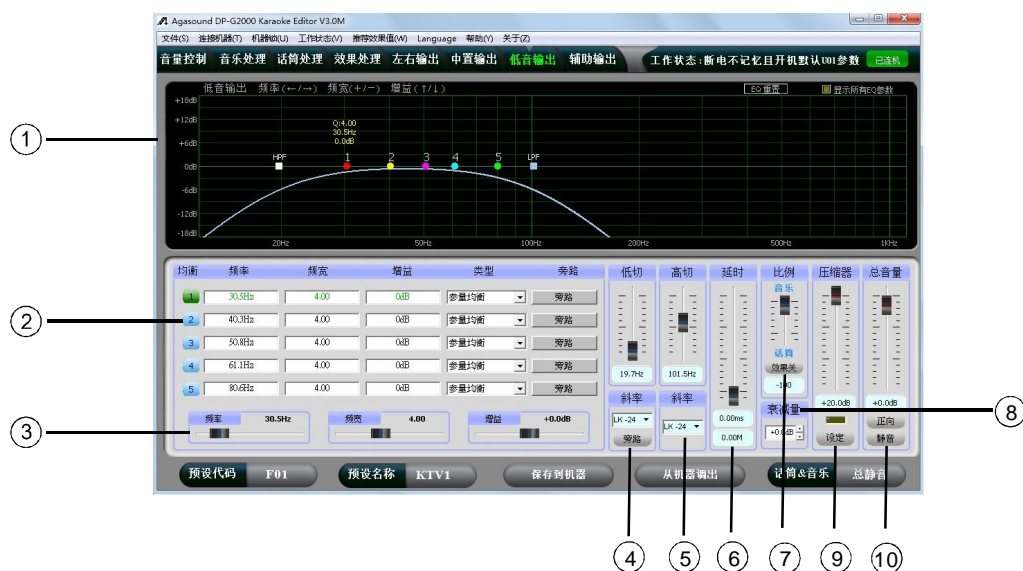 Agasound DP-G2000 Karaoke Editor V3.0M
文件(S) 连接机器(T) 机器锁(U) 工作状态(V) 推荐效果值(W) Language 帮助(Y) 关于(Z)
音量控制 音乐处理 话筒处理 效果处理 左右输出 中置输出 低音输出 辅助输出 工作状态:断电不记忆且开机默认U01参数 已连机
低音输出 频率(←/→) 频宽(+/-) 增益(↑/↓) EQ重置 显示所有EQ参数
+18dB
+12dB
+6dB
0dB
-6dB
-12dB
-18dB
Q:4.00
30.5Hz
0.0dB
HPF 1 2 3 4 5 LPF
20Hz 50Hz 100Hz 200Hz 500Hz 1KHz
均衡 频率 频宽 增益 类型 旁路
1 30.5Hz 4.00 0dB 参量均衡 旁路
2 40.3Hz 4.00 0dB 参量均衡 旁路
3 50.8Hz 4.00 0dB 参量均衡 旁路
4 61.1Hz 4.00 0dB 参量均衡 旁路
5 80.6Hz 4.00 0dB 参量均衡 旁路
频率 30.5Hz 频宽 4.00 增益 +0.0dB
低切 高切 延时 比例 压缩器 总音量
音乐
话筒
效果关
19.7Hz 101.5Hz
-100
斜率 斜率
+20.0dB +0.0dB
衰减量
LK -24 LK -24 0.00ms
+0.0dB
正向
旁路 0.00M 设定 静音
预设代码 F01 预设名称 KTV1 保存到机器 从机器调出 话筒&音乐 总静音
1
2
3
4 5 6 7 9 10
8